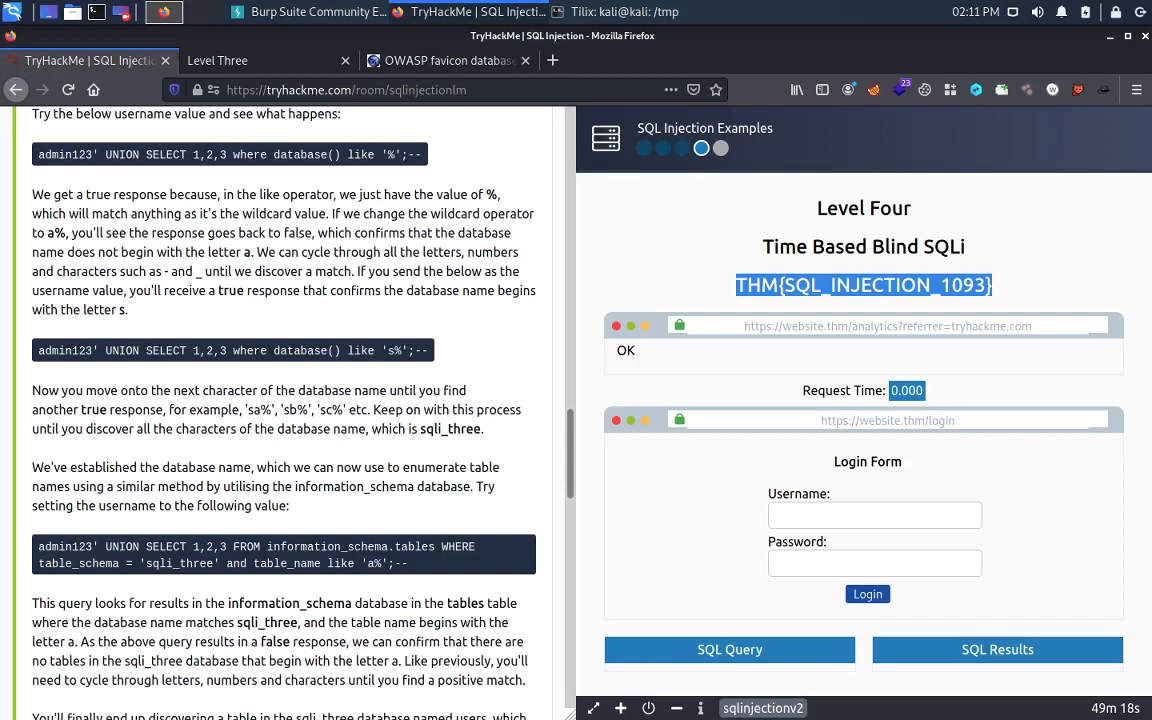 Burp Suite Community E...
TryHackMe | SQL Injecti...
Tilix: kali@kali: /tmp
02:11 PM
TryHackMe | SQL Injection - Mozilla Firefox
TryHackMe | SQL Injectio
Level Three
OWASP favicon databas
https://tryhackme.com/room/sqlinjectionlm
23
Try the below username value and see what happens:
admin123' UNION SELECT 1,2,3 where database() like '%';--
We get a true response because, in the like operator, we just have the value of %,
which will match anything as it's the wildcard value. If we change the wildcard operator
to a%, you'll see the response goes back to false, which confirms that the database
name does not begin with the letter a. We can cycle through all the letters, numbers
and characters such as - and _ until we discover a match. If you send the below as the
username value, you'll receive a true response that confirms the database name begins
with the letter s.
admin123' UNION SELECT 1,2,3 where database() like 's%';--
Now you move onto the next character of the database name until you find
another true response, for example, 'sa%', 'sb%', 'sc%' etc. Keep on with this process
until you discover all the characters of the database name, which is sqli_three.
We've established the database name, which we can now use to enumerate table
names using a similar method by utilising the information_schema database. Try
setting the username to the following value:
admin123' UNION SELECT 1,2,3 FROM information_schema.tables WHERE
table_schema = 'sqli_three' and table_name like 'a%';--
This query looks for results in the information_schema database in the tables table
where the database name matches sqli_three, and the table name begins with the
letter a. As the above query results in a false response, we can confirm that there are
no tables in the sqli_three database that begin with the letter a. Like previously, you'll
need to cycle through letters, numbers and characters until you find a positive match.
You'll finally end up discovering a table in the sqli_three database named users, which
SQL Injection Examples
Level Four
Time Based Blind SQLi
THM{SQL_INJECTION_1093}
https://website.thm/analytics?referrer=tryhackme.com
OK
Request Time: 0.000
https://website.thm/login
Login Form
Username:
Password:
Login
SQL Query
SQL Results
sqlinjectionv2
49m 18s